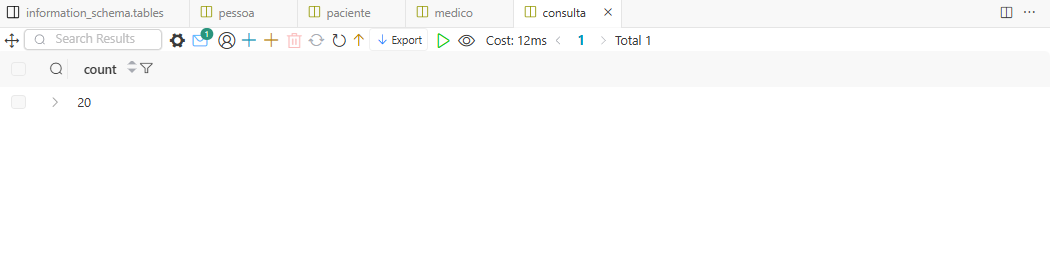 information_schema.tables pessoa paciente medico consulta
Search Results 1 Export Cost: 12ms 1 Total 1
count
20